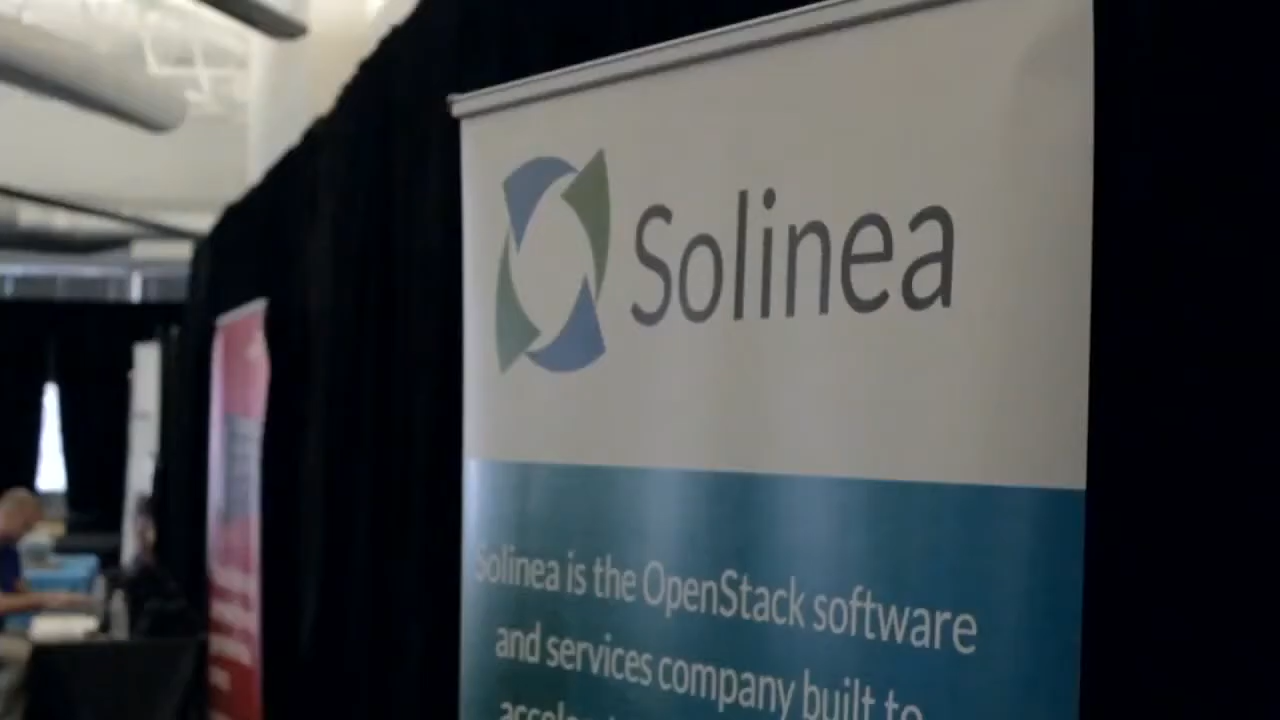 Solinea
Solinea is the OpenStack software
and services company built to